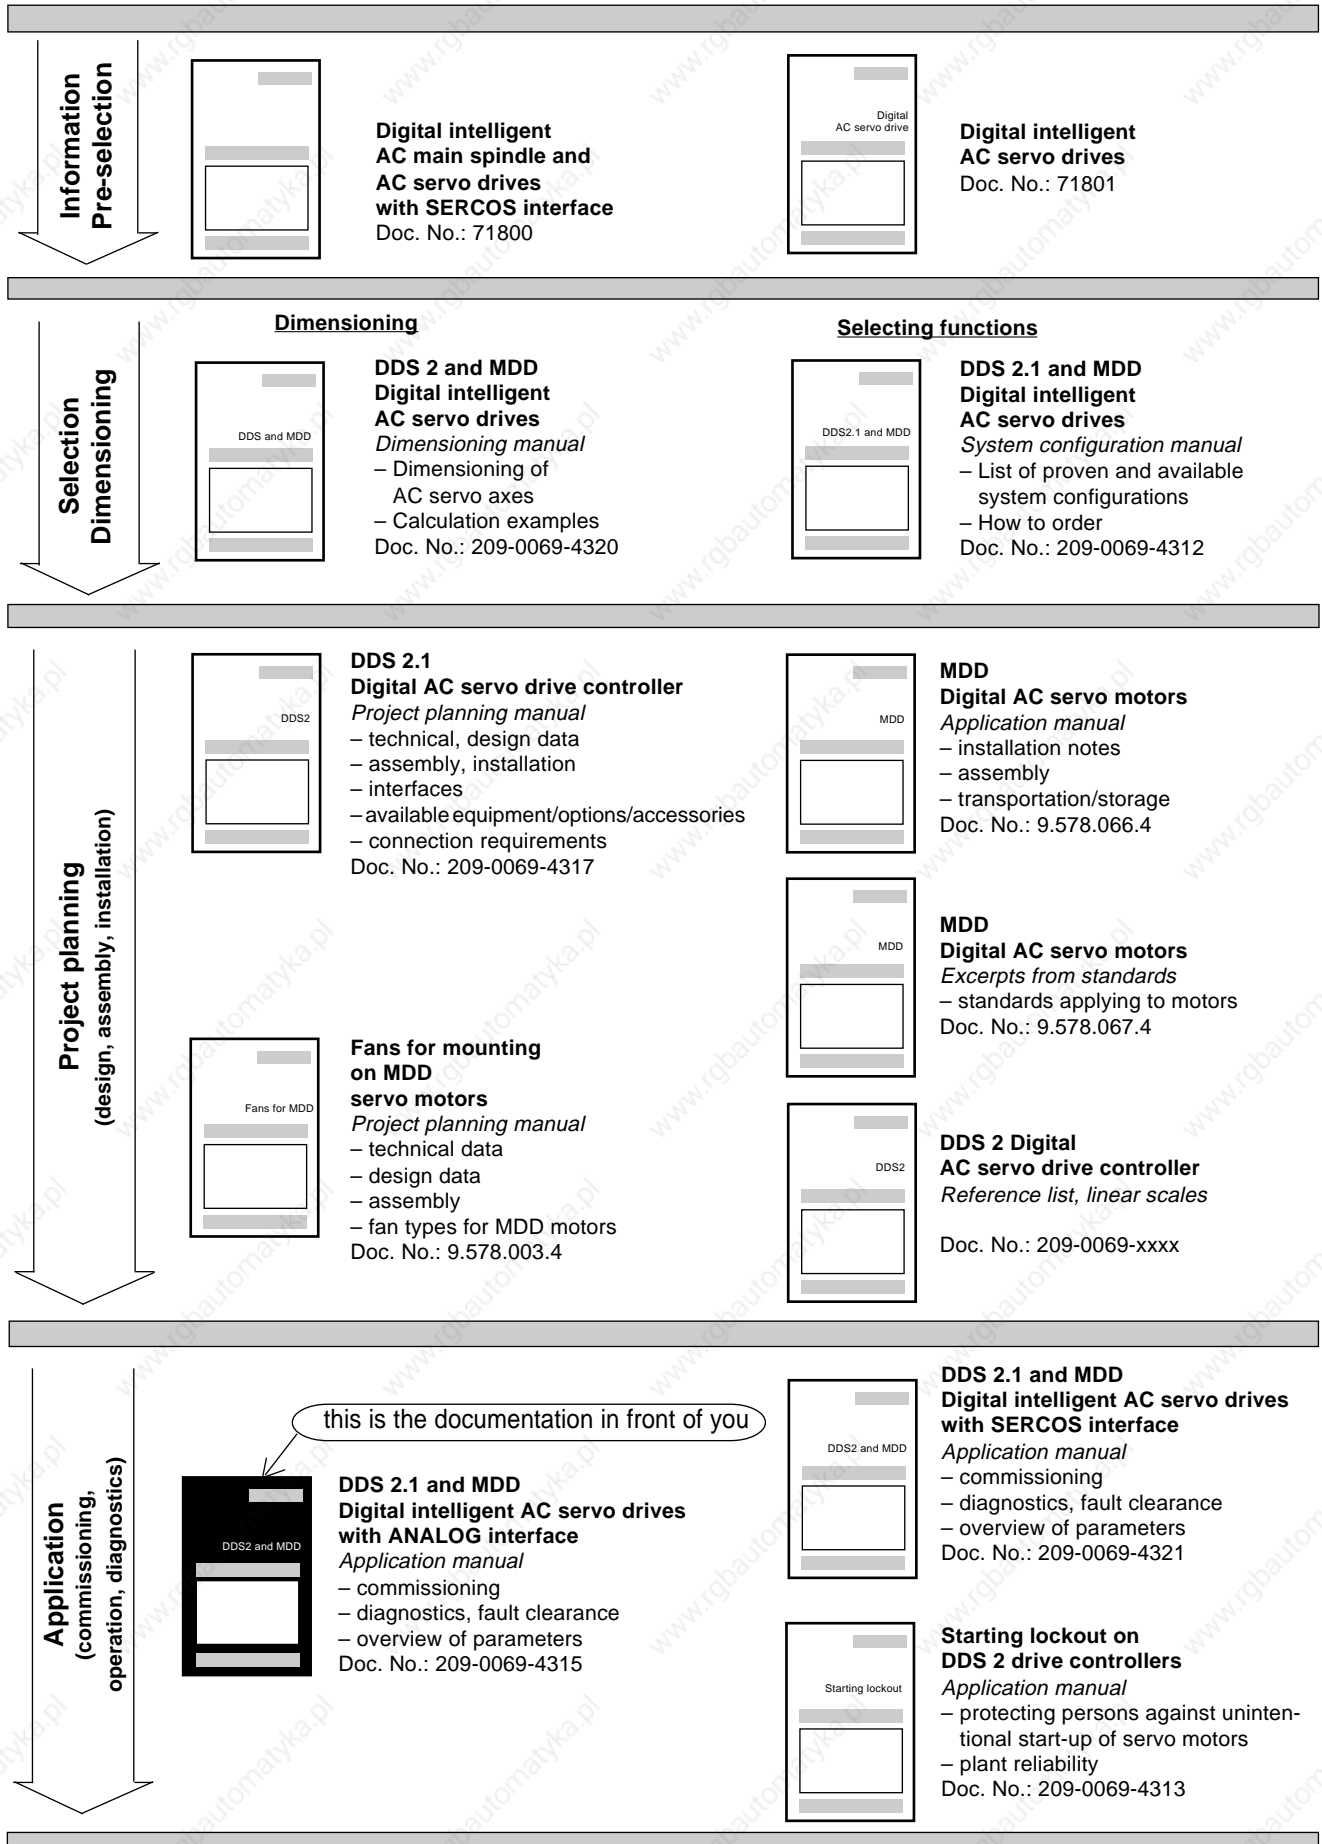 Information
Pre-selection
Digital intelligent
AC main spindle and
AC servo drives
with SERCOS interface
Doc. No.: 71800
Digital
AC servo drive
Digital intelligent
AC servo drives
Doc. No.: 71801
Selection
Dimensioning
Dimensioning
DDS and MDD
DDS 2 and MDD
Digital intelligent
AC servo drives
Dimensioning manual
– Dimensioning of
AC servo axes
– Calculation examples
Doc. No.: 209-0069-4320
Selecting functions
DDS2.1 and MDD
DDS 2.1 and MDD
Digital intelligent
AC servo drives
System configuration manual
– List of proven and available
system configurations
– How to order
Doc. No.: 209-0069-4312
Project planning
(design, assembly, installation)
DDS2
DDS 2.1
Digital AC servo drive controller
Project planning manual
– technical, design data
– assembly, installation
– interfaces
– available equipment/options/accessories
– connection requirements
Doc. No.: 209-0069-4317
MDD
MDD
Digital AC servo motors
Application manual
– installation notes
– assembly
– transportation/storage
Doc. No.: 9.578.066.4
MDD
MDD
Digital AC servo motors
Excerpts from standards
– standards applying to motors
Doc. No.: 9.578.067.4
Fans for MDD
Fans for mounting
on MDD
servo motors
Project planning manual
– technical data
– design data
– assembly
– fan types for MDD motors
Doc. No.: 9.578.003.4
DDS2
DDS 2 Digital
AC servo drive controller
Reference list, linear scales
Doc. No.: 209-0069-xxxx
Application
(commissioning,
operation, diagnostics)
this is the documentation in front of you
DDS2 and MDD
DDS 2.1 and MDD
Digital intelligent AC servo drives
with ANALOG interface
Application manual
– commissioning
– diagnostics, fault clearance
– overview of parameters
Doc. No.: 209-0069-4315
DDS2 and MDD
DDS 2.1 and MDD
Digital intelligent AC servo drives
with SERCOS interface
Application manual
– commissioning
– diagnostics, fault clearance
– overview of parameters
Doc. No.: 209-0069-4321
Starting lockout
Starting lockout on
DDS 2 drive controllers
Application manual
– protecting persons against uninten-
tional start-up of servo motors
– plant reliability
Doc. No.: 209-0069-4313
www.rgbautomatyka.pl